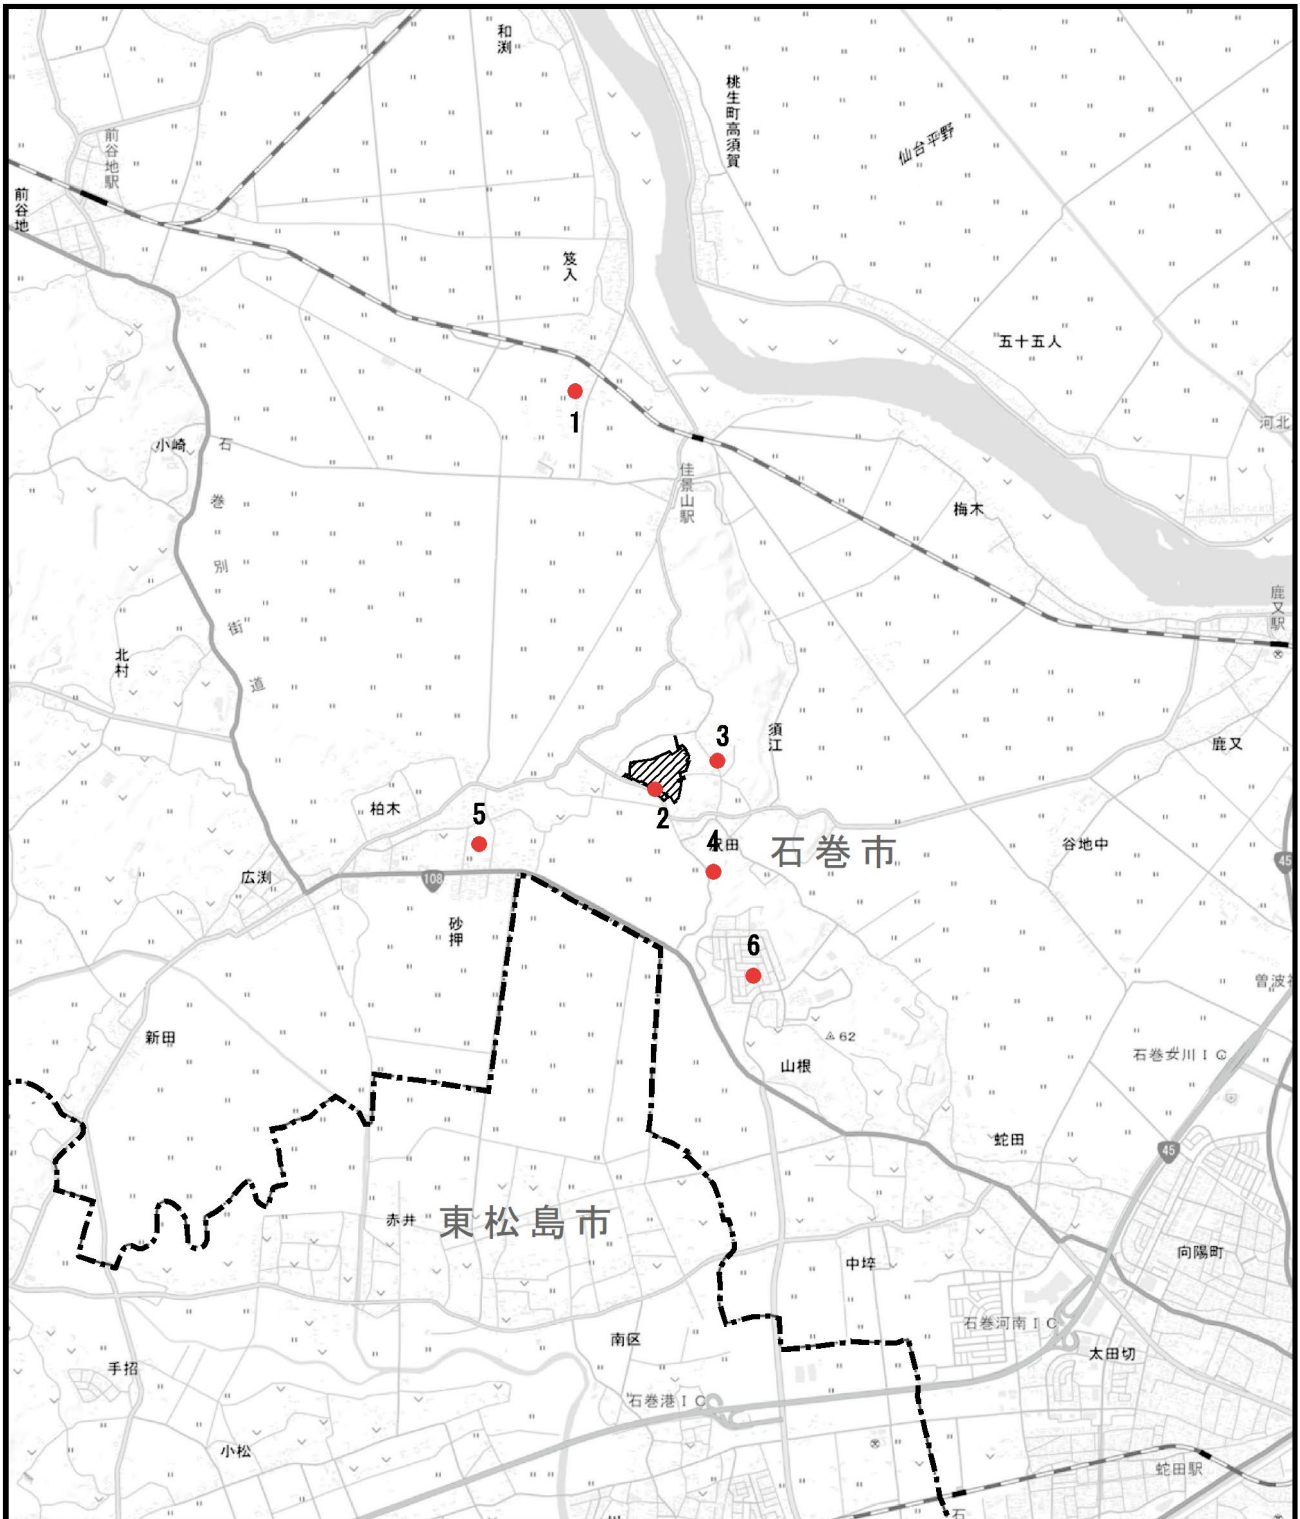 和渕
桃生町高須賀
仙台平野
前谷地駅
前谷地
笈入
五十五人
河北
1
小崎
石巻別街道
佳景山駅
梅木
鹿又駅
北村
須江
鹿又
3
2
柏木
5
4
沢田
石巻市
谷地中
45
広渕
108
砂押
6
曽波
新田
62
山根
石巻女川IC
蛇田
45
赤井
東松島市
中埣
向陽町
石巻河南IC
南区
太田切
手招
石巻港IC
小松
蛇田駅
石